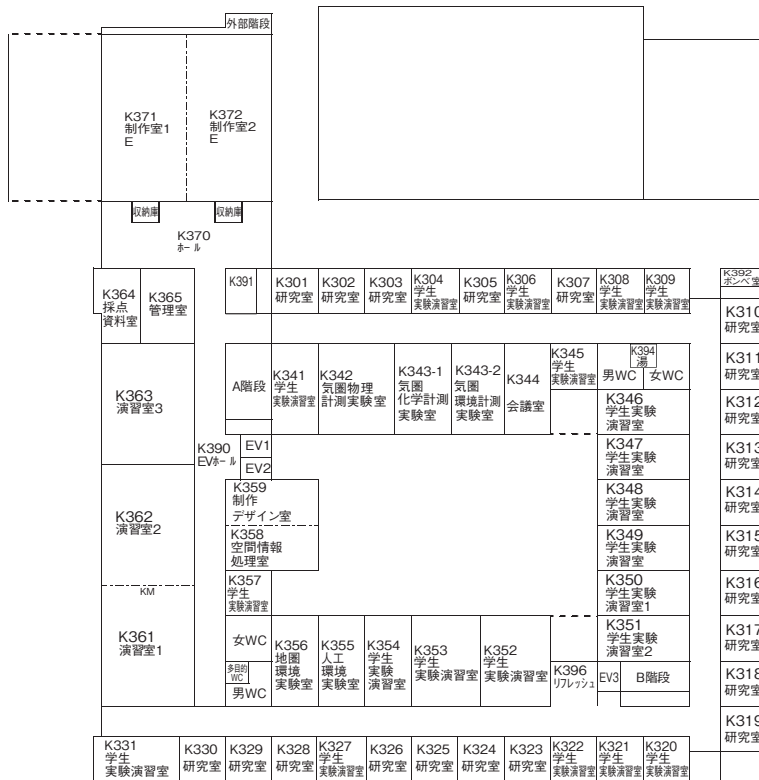 外部階段
K371
制作室1
E
K372
制作室2
E
収納庫
収納庫
K370
ホール
K364
採点
資料室
K365
管理室
K391
K301
研究室
K302
研究室
K303
研究室
K304
学生
実験演習室
K305
研究室
K306
学生
実験演習室
K307
研究室
K308
学生
実験演習室
K309
学生
実験演習室
K392
ボンベ室
K310
研究室
K311
研究室
K312
研究室
K313
研究室
K314
研究室
K315
研究室
K316
研究室
K317
研究室
K318
研究室
K319
研究室
A階段
K341
学生
実験演習室
K342
気圏物理
計測実験室
K343-1
気圏
化学計測
実験室
K343-2
気圏
環境計測
実験室
K344
会議室
K345
学生
実験演習室
K394
湯
男WC
女WC
K346
学生実験
演習室
K347
学生実験
演習室
K348
学生実験
演習室
K349
学生実験
演習室
K350
学生実験
演習室1
K351
学生実験
演習室2
K363
演習室3
K390
EVホール
EV1
EV2
K359
制作
デザイン室
K358
空間情報
処理室
K357
学生
実験演習室
K362
演習室2
KM
K361
演習室1
女WC
多目的
WC
男WC
K356
地圏
環境
実験室
K355
人工
環境
実験室
K354
学生
実験
演習室
K353
学生
実験演習室
K352
学生
実験演習室
K396
リフレッシュ
EV3
B階段
K331
学生
実験演習室
K330
研究室
K329
研究室
K328
研究室
K327
学生
実験演習室
K326
研究室
K325
研究室
K324
研究室
K323
研究室
K322
学生
実験演習室
K321
学生
実験演習室
K320
学生
実験演習室